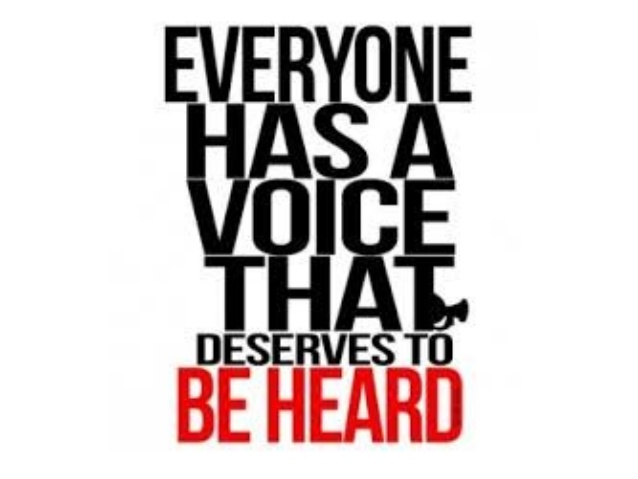 EVERYONE
HAS A
VOICE
THAT
DESERVES TO
BE HEARD